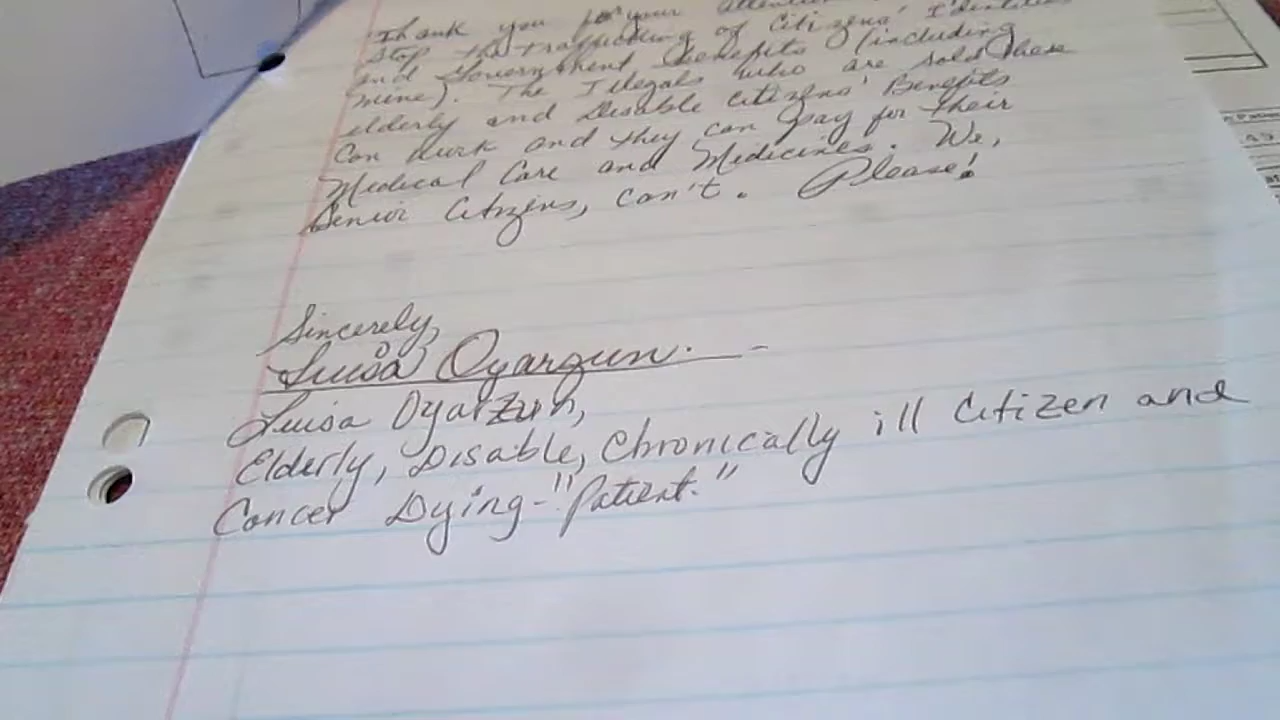 Thank you for your attention
Stop the Trafficking of Citizens' Identities
and Government Benefits (including
mine). The Illegals who are sold these
elderly and Disable citizens' Benefits
Can Work and they can pay for their
Medical Care and Medicines. We,
Senior Citizens, can't. Please!
Sincerely,
Luisa Oyarzun.
Luisa Oyarzun,
Elderly, Disable, Chronically ill Citizen and
Cancer Dying-"Patient."